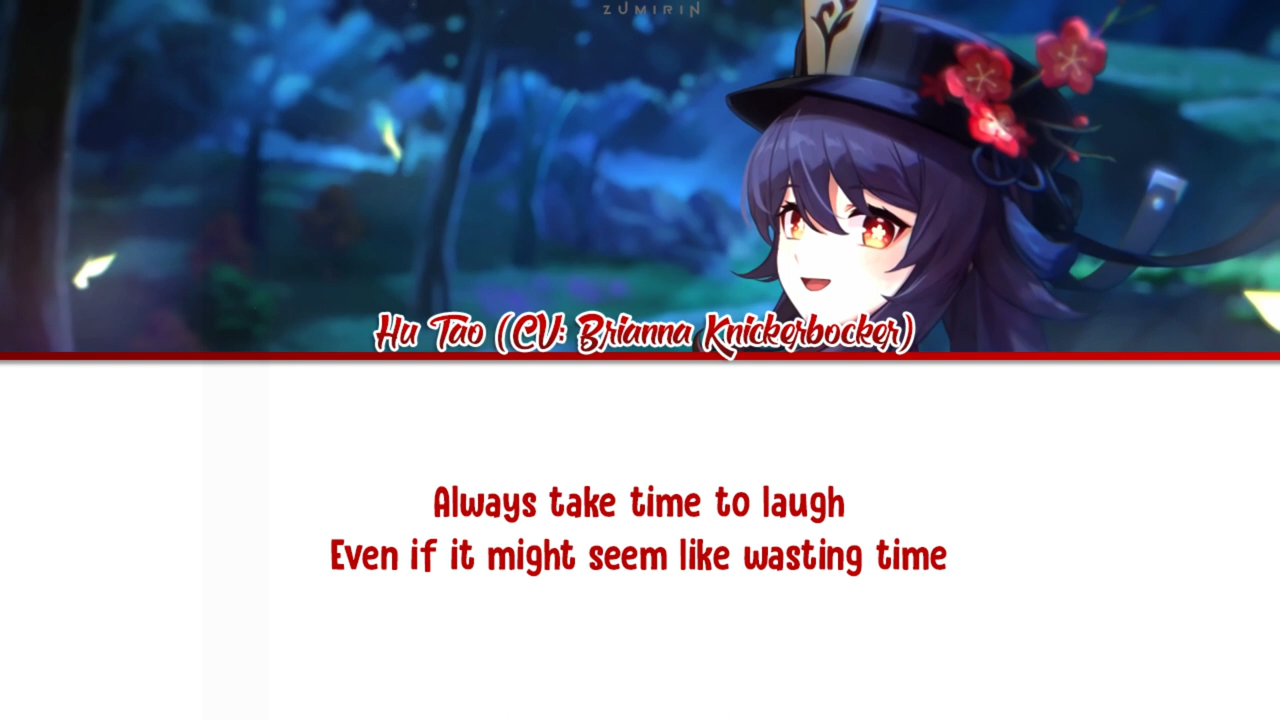 ZUMIRIN
Hu Tao (CV: Brianna Knickerbocker)
Always take time to laugh
Even if it might seem like wasting time